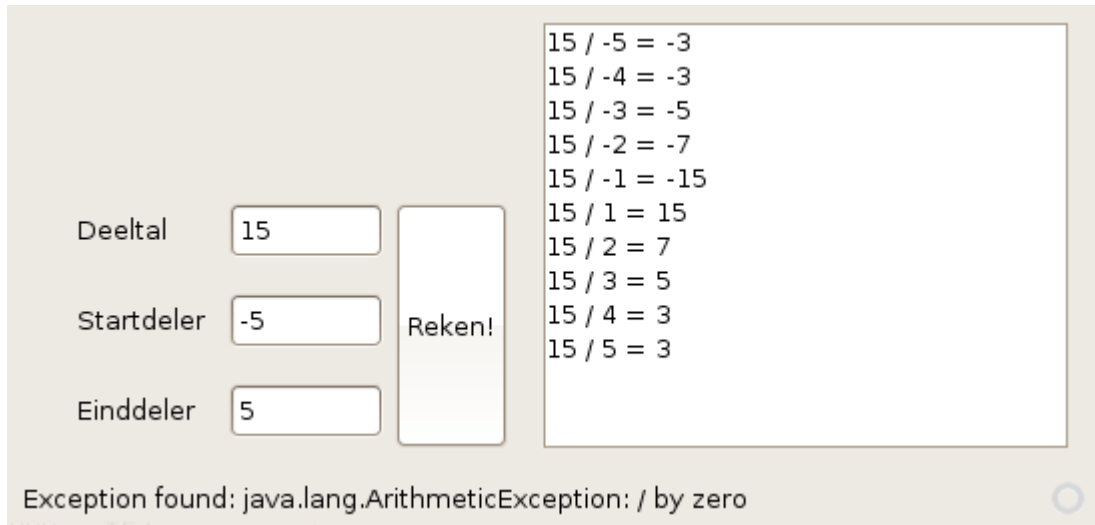 Deeltal 15
Startdeler -5
Einddeler 5
Reken!
15 / -5 = -3
15 / -4 = -3
15 / -3 = -5
15 / -2 = -7
15 / -1 = -15
15 / 1 = 15
15 / 2 = 7
15 / 3 = 5
15 / 4 = 3
15 / 5 = 3
Exception found: java.lang.ArithmeticException: / by zero